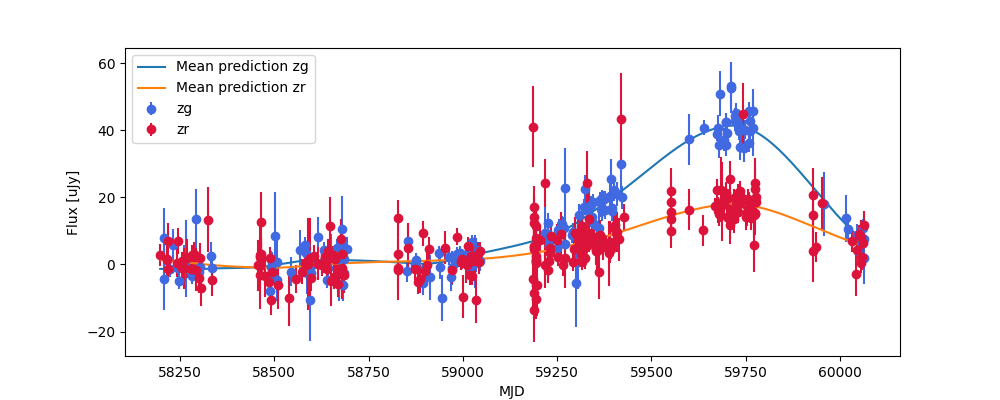 Mean prediction zg
Mean prediction zr
zg
zr
Flux [uJy]
60
40
20
0
−20
58250 58500 58750 59000 59250 59500 59750 60000
MJD